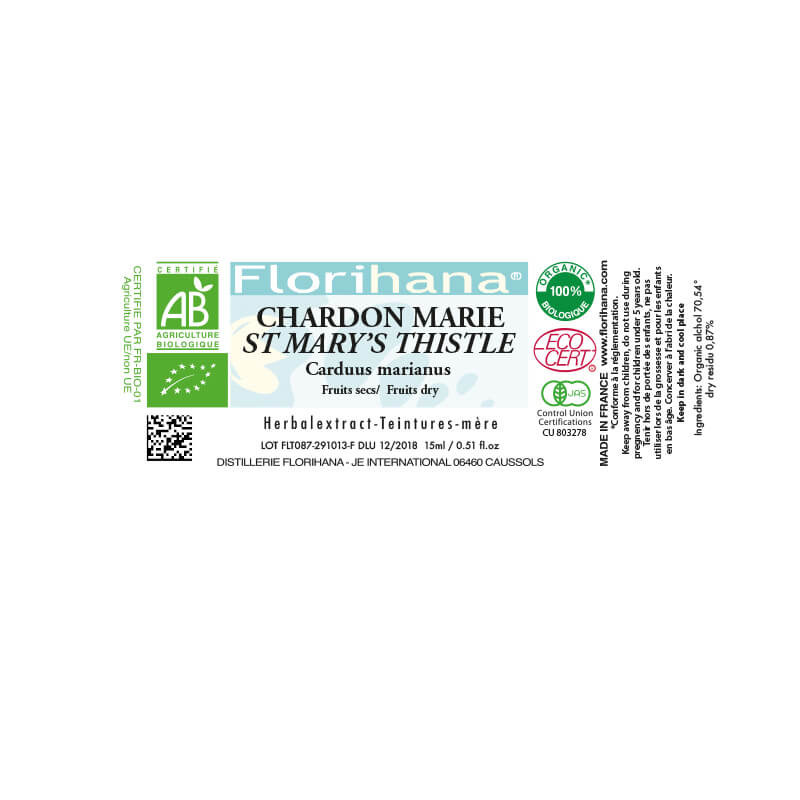 CERTIFIE PAR FR-BIO-01
Agriculture UE/non UE
CERTIFIÉ
AB
AGRICULTURE
BIOLOGIQUE
Florihana®
CHARDON MARIE
ST MARY'S THISTLE
Carduus marianus
Fruits secs/ Fruits dry
Herbalextract-Teintures-mère
LOT FLT087-291013-F DLU 12/2018 15ml / 0.51 fl.oz
DISTILLERIE FLORIHANA - JE INTERNATIONAL 06460 CAUSSOLS
ORGANIC*
100%
BIOLOGIQUE
ECO
CERT®
JAS
Control Union
Certifications
CU 803278
MADE IN FRANCE www.florihana.com
*Conforme à la réglementation.
Keep away from children, do not use during
pregnency and for children under 5 years old.
Tenir hors de portée des enfants, ne pas
utiliser lors de la grossesse et pour les enfants
en bas âge. Concerver à l'abri de la chaleur.
Keep in dark and cool place
Ingredients: Organic alchol 70,54°
dry residu 0,87%